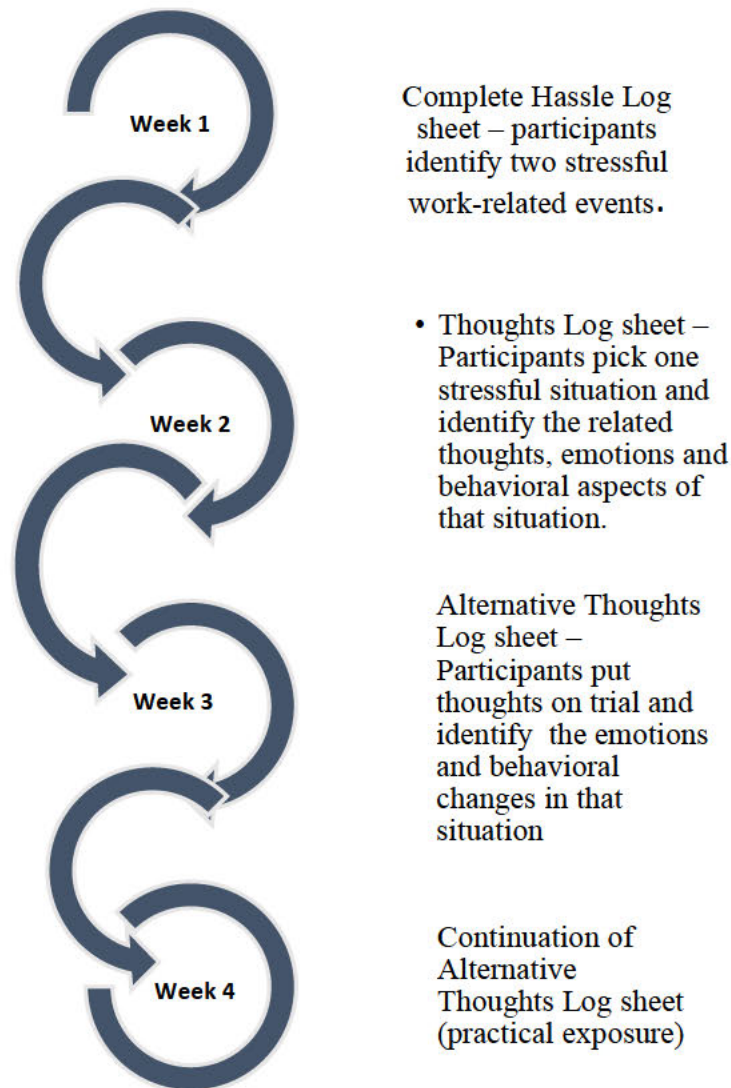 Week 1
Complete Hassle Log
sheet – participants
identify two stressful
work-related events.
Week 2
• Thoughts Log sheet –
Participants pick one
stressful situation and
identify the related
thoughts, emotions and
behavioral aspects of
that situation.
Week 3
Alternative Thoughts
Log sheet –
Participants put
thoughts on trial and
identify the emotions
and behavioral
changes in that
situation
Week 4
Continuation of
Alternative
Thoughts Log sheet
(practical exposure)